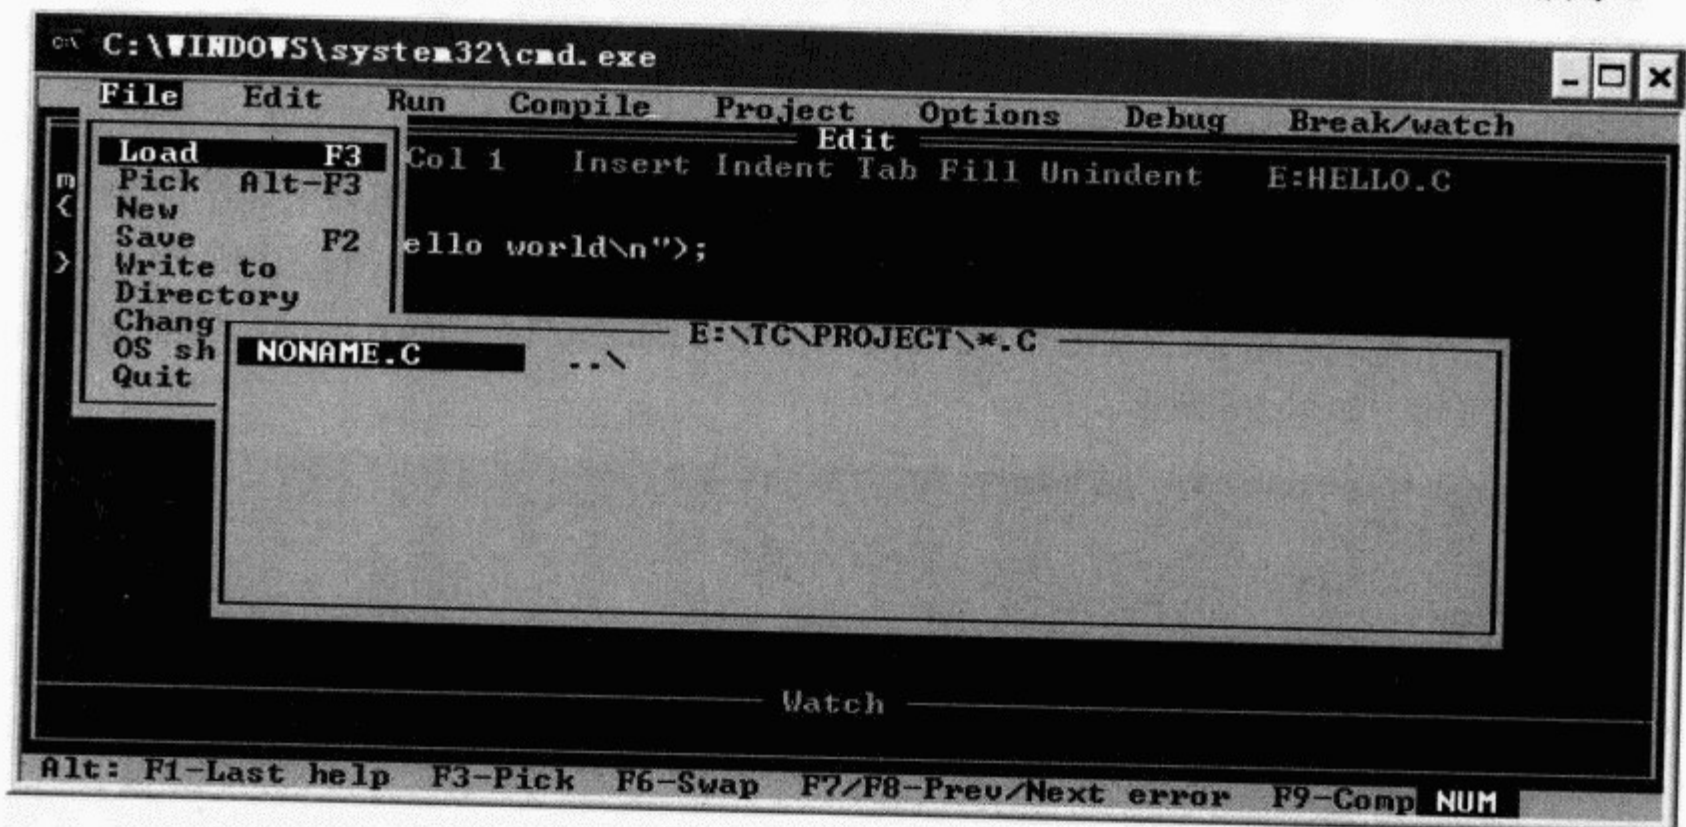 C:\WINDOWS\system32\cmd.exe
File Edit Run Compile Project Options Debug Break/watch
Edit
Load F3
Col 1 Insert Indent Tab Fill Unindent E:HELLO.C
Pick Alt-F3
m
New
{
Save F2
ello world\n");
Write to
}
Directory
Chang
E:\TC\PROJECT\*.C
OS sh
NONAME.C ..\
Quit
Watch
Alt: F1-Last help F3-Pick F6-Swap F7/F8-Prev/Next error F9-Comp NUM